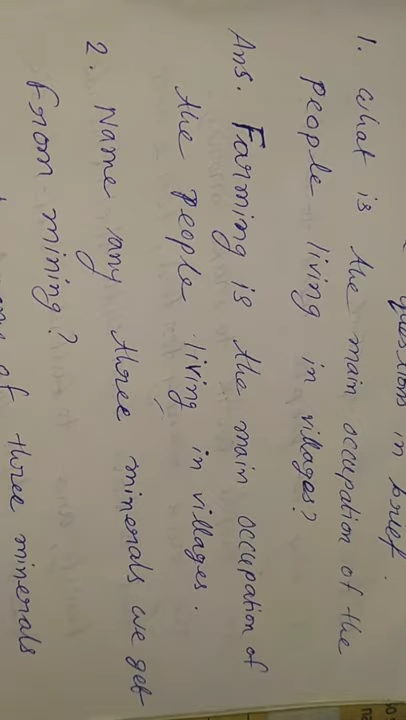 questions in brief
1. What is the main occupation of the
people living in villages?
Ans. Farming is the main occupation of
the people living in villages.
2. Name any three minerals we get
from mining?
of three minerals